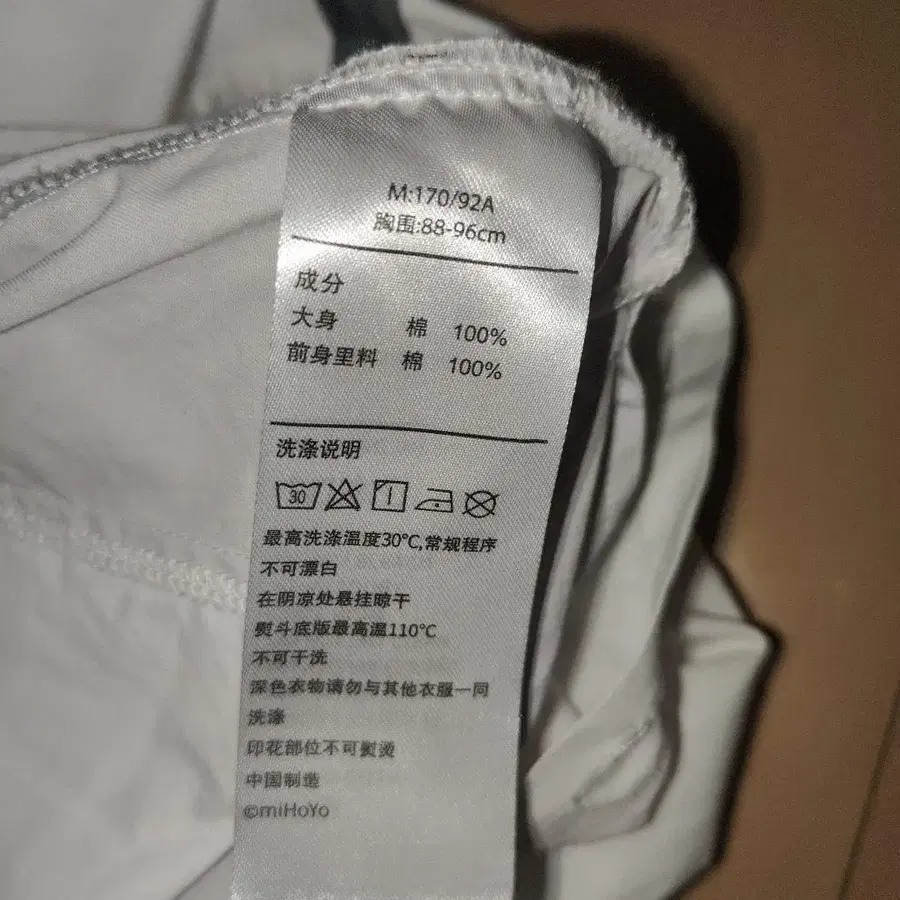 M:170/92A
胸围:88-96cm
成分
大身 棉 100%
前身里料 棉 100%
洗涤说明
30
最高洗涤温度30℃,常规程序
不可漂白
在阴凉处悬挂晾干
熨斗底版最高温110℃
不可干洗
深色衣物请勿与其他衣服一同
洗涤
印花部位不可熨烫
中国制造
©miHoYo